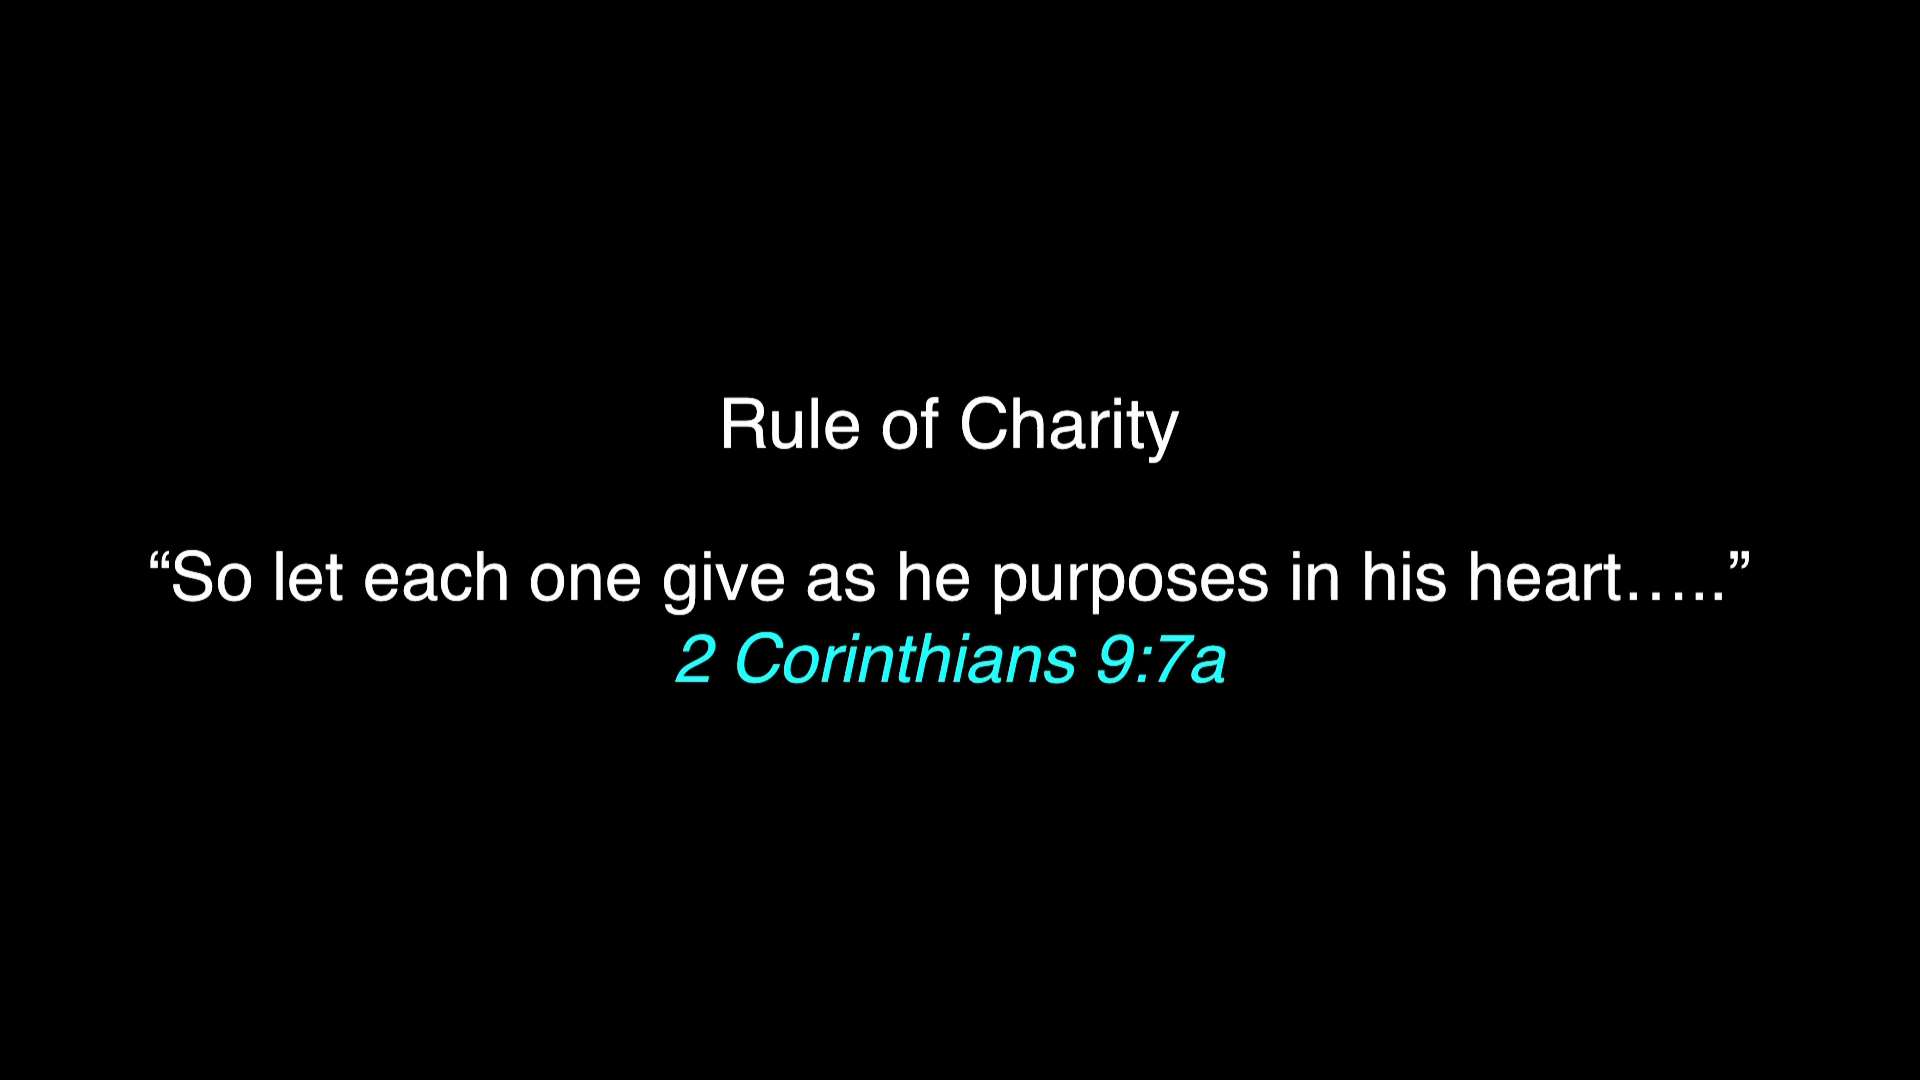 Rule of Charity
“So let each one give as he purposes in his heart…..”
2 Corinthians 9:7a